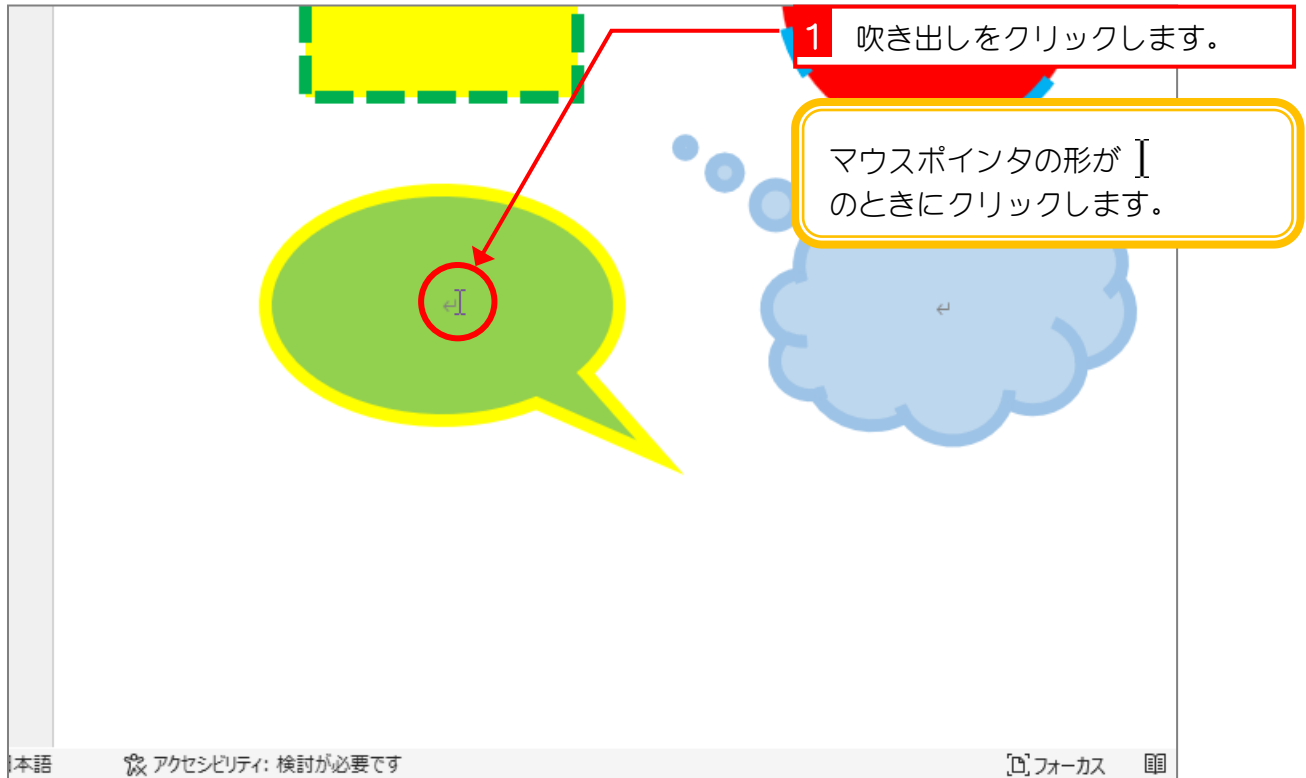 1 吹き出しをクリックします。
マウスポインタの形が
のときにクリックします。
↵
↵
本語 アクセシビリティ: 検討が必要です フォーカス